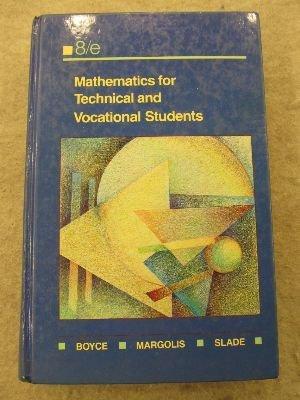 8/e
Mathematics for
Technical and
Vocational Students
BOYCE MARGOLIS SLADE